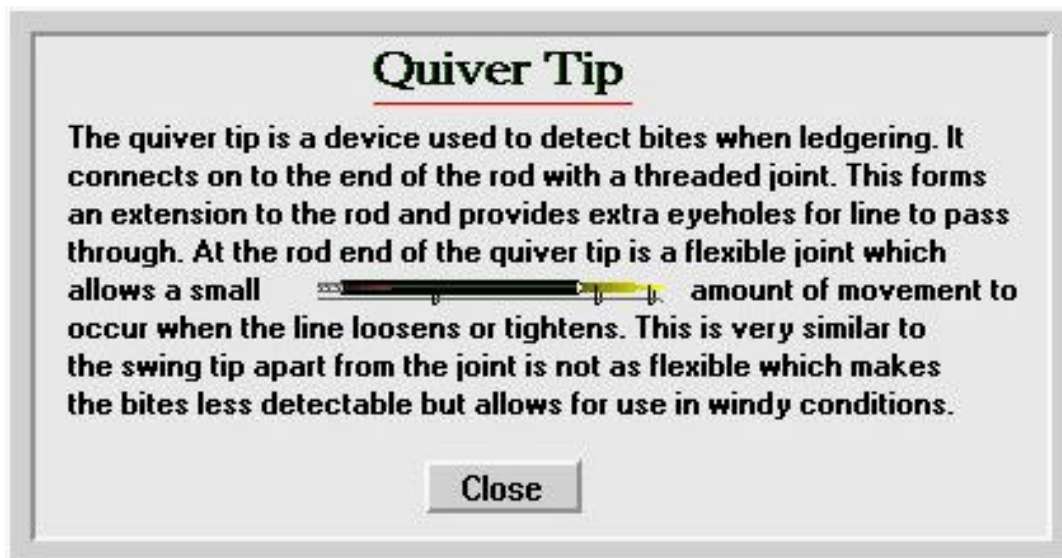 Quiver Tip
The quiver tip is a device used to detect bites when ledgering. It
connects on to the end of the rod with a threaded joint. This forms
an extension to the rod and provides extra eyeholes for line to pass
through. At the rod end of the quiver tip is a flexible joint which
allows a small amount of movement to
occur when the line loosens or tightens. This is very similar to
the swing tip apart from the joint is not as flexible which makes
the bites less detectable but allows for use in windy conditions.
Close